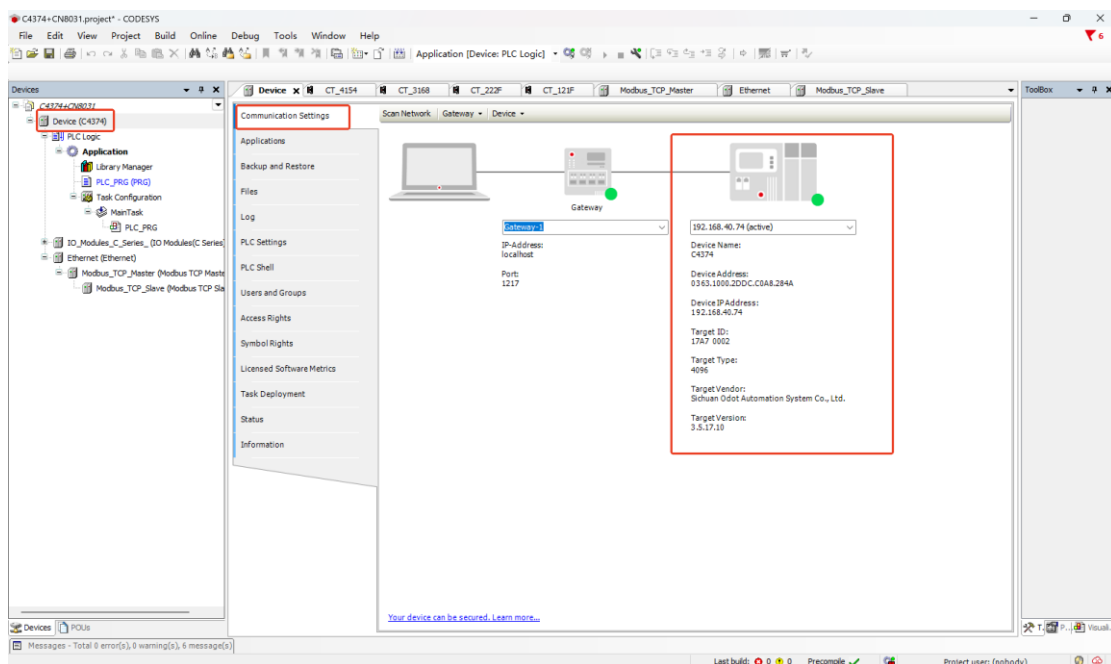 C4374+CN8031.project* - CODESYS
File Edit View Project Build Online Debug Tools Window Help
6
Application [Device: PLC Logic]
Devices
C4374+CN8031
Device (C4374)
PLC Logic
Application
Library Manager
PLC_PRG (PRG)
Task Configuration
MainTask
PLC_PRG
IO_Modules_C_Series_ (IO Modules(C Series
Ethernet (Ethernet)
Modbus_TCP_Master (Modbus TCP Maste
Modbus_TCP_Slave (Modbus TCP Sla
Devices POUs
Device CT_4154 CT_3168 CT_222F CT_121F Modbus_TCP_Master Ethernet Modbus_TCP_Slave
Communication Settings
Applications
Backup and Restore
Files
Log
PLC Settings
PLC Shell
Users and Groups
Access Rights
Symbol Rights
Licensed Software Metrics
Task Deployment
Status
Information
Scan Network Gateway Device
Gateway
Gateway-1
IP-Address:
localhost
Port:
1217
192.168.40.74 (active)
Device Name:
C4374
Device Address:
0363.1000.2DDC.C0A8.284A
Device IP Address:
192.168.40.74
Target ID:
17A7 0002
Target Type:
4096
Target Vendor:
Sichuan Odot Automation System Co., Ltd.
Target Version:
3.5.17.10
Your device can be secured. Learn more...
ToolBox
T. P... Visuali.
Messages - Total 0 error(s), 0 warning(s), 6 message(s)
Last build: 0 0 Precompile Project user: (nobody)